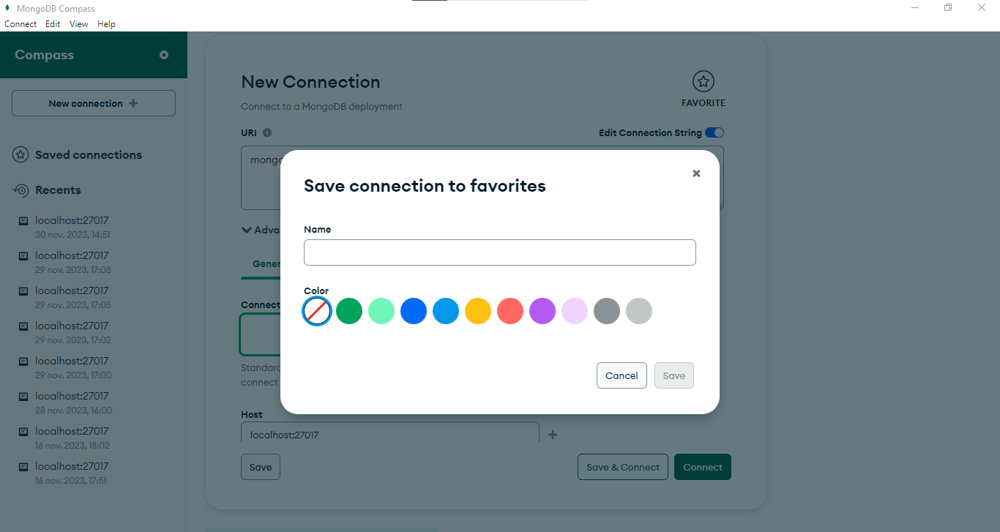 MongoDB Compass
Connect Edit View Help
Compass
New connection
Saved connections
Recents
localhost:27017
30 nov. 2023, 14:51
localhost:27017
29 nov. 2023, 17:08
localhost:27017
29 nov. 2023, 17:05
localhost:27017
29 nov. 2023, 17:02
localhost:27017
29 nov. 2023, 17:00
localhost:27017
28 nov. 2023, 16:00
localhost:27017
16 nov. 2023, 18:02
localhost:27017
16 nov. 2023, 17:51
New Connection
FAVORITE
Connect to a MongoDB deployment
URI
Edit Connection String
mongo
Adva
Gener
Connect
Standard
connect
Host
localhost:27017
Save
Save & Connect
Connect
Save connection to favorites
Name
Color
Cancel
Save